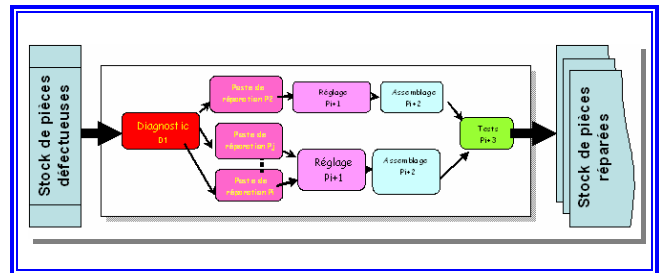 Stock de pièces
défectueuses
Diagnostic
D1
Poste de
réparation P2
Réglage
Pi+1
Assemblage
Pi+2
Poste de
réparation Pj
Poste de
réparation Pi
Réglage
Pi+1
Assemblage
Pi+2
Tests
Pi+3
Stock de pièces
réparées